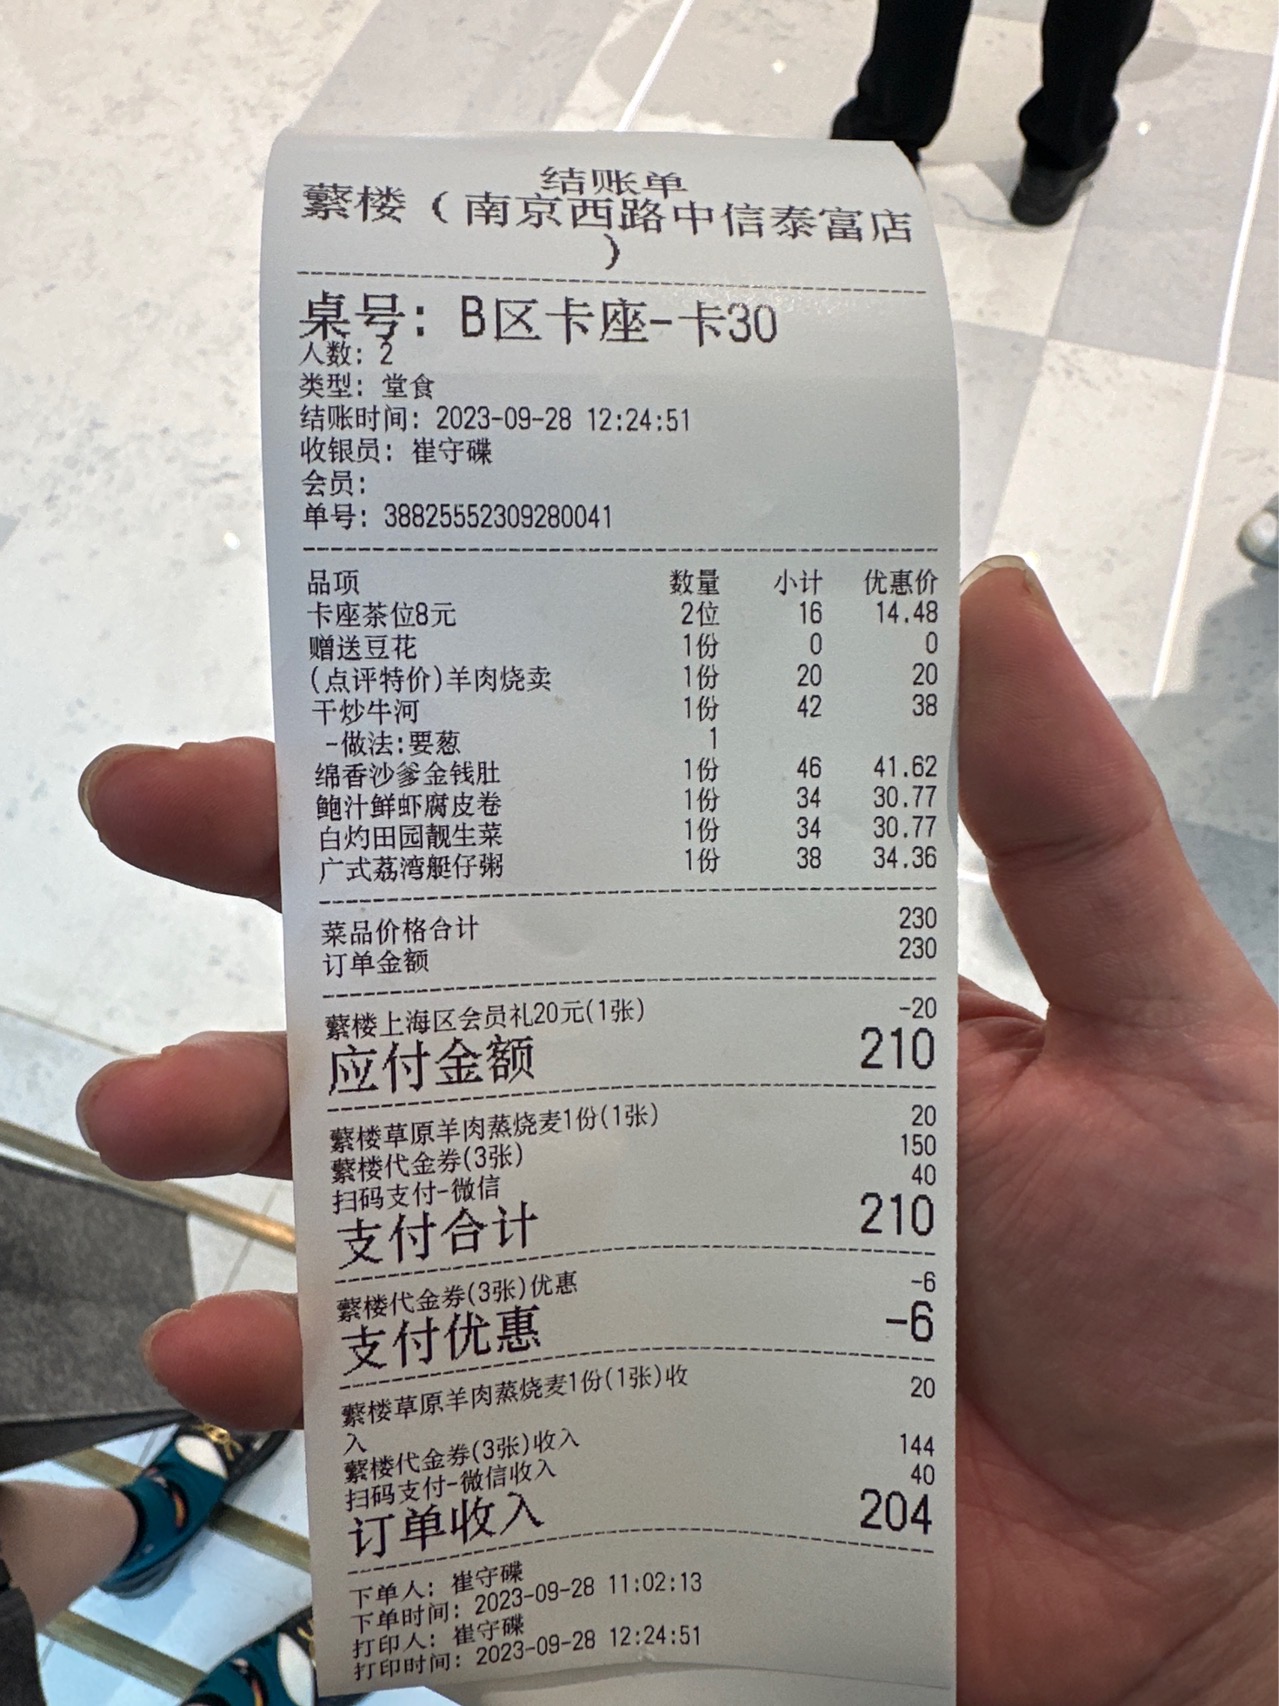 结账单
蘩楼（南京西路中信泰富店
）
桌号: B区卡座-卡30
人数: 2
类型: 堂食
结账时间: 2023-09-28 12:24:51
收银员: 崔守碟
会员:
单号: 38825552309280041
品项 数量 小计 优惠价
卡座茶位8元 2位 16 14.48
赠送豆花 1份 0 0
(点评特价)羊肉烧卖 1份 20 20
干炒牛河 1份 42 38
-做法:要葱 1
绵香沙爹金钱肚 1份 46 41.62
鲍汁鲜虾腐皮卷 1份 34 30.77
白灼田园靓生菜 1份 34 30.77
广式荔湾艇仔粥 1份 38 34.36
菜品价格合计 230
订单金额 230
蘩楼上海区会员礼20元(1张) -20
应付金额 210
蘩楼草原羊肉蒸烧麦1份(1张) 20
蘩楼代金券(3张) 150
扫码支付-微信 40
支付合计 210
蘩楼代金券(3张)优惠 -6
支付优惠 -6
蘩楼草原羊肉蒸烧麦1份(1张)收 20
入
蘩楼代金券(3张)收入 144
扫码支付-微信收入 40
订单收入 204
下单人: 崔守碟
下单时间: 2023-09-28 11:02:13
打印人: 崔守碟
打印时间: 2023-09-28 12:24:51